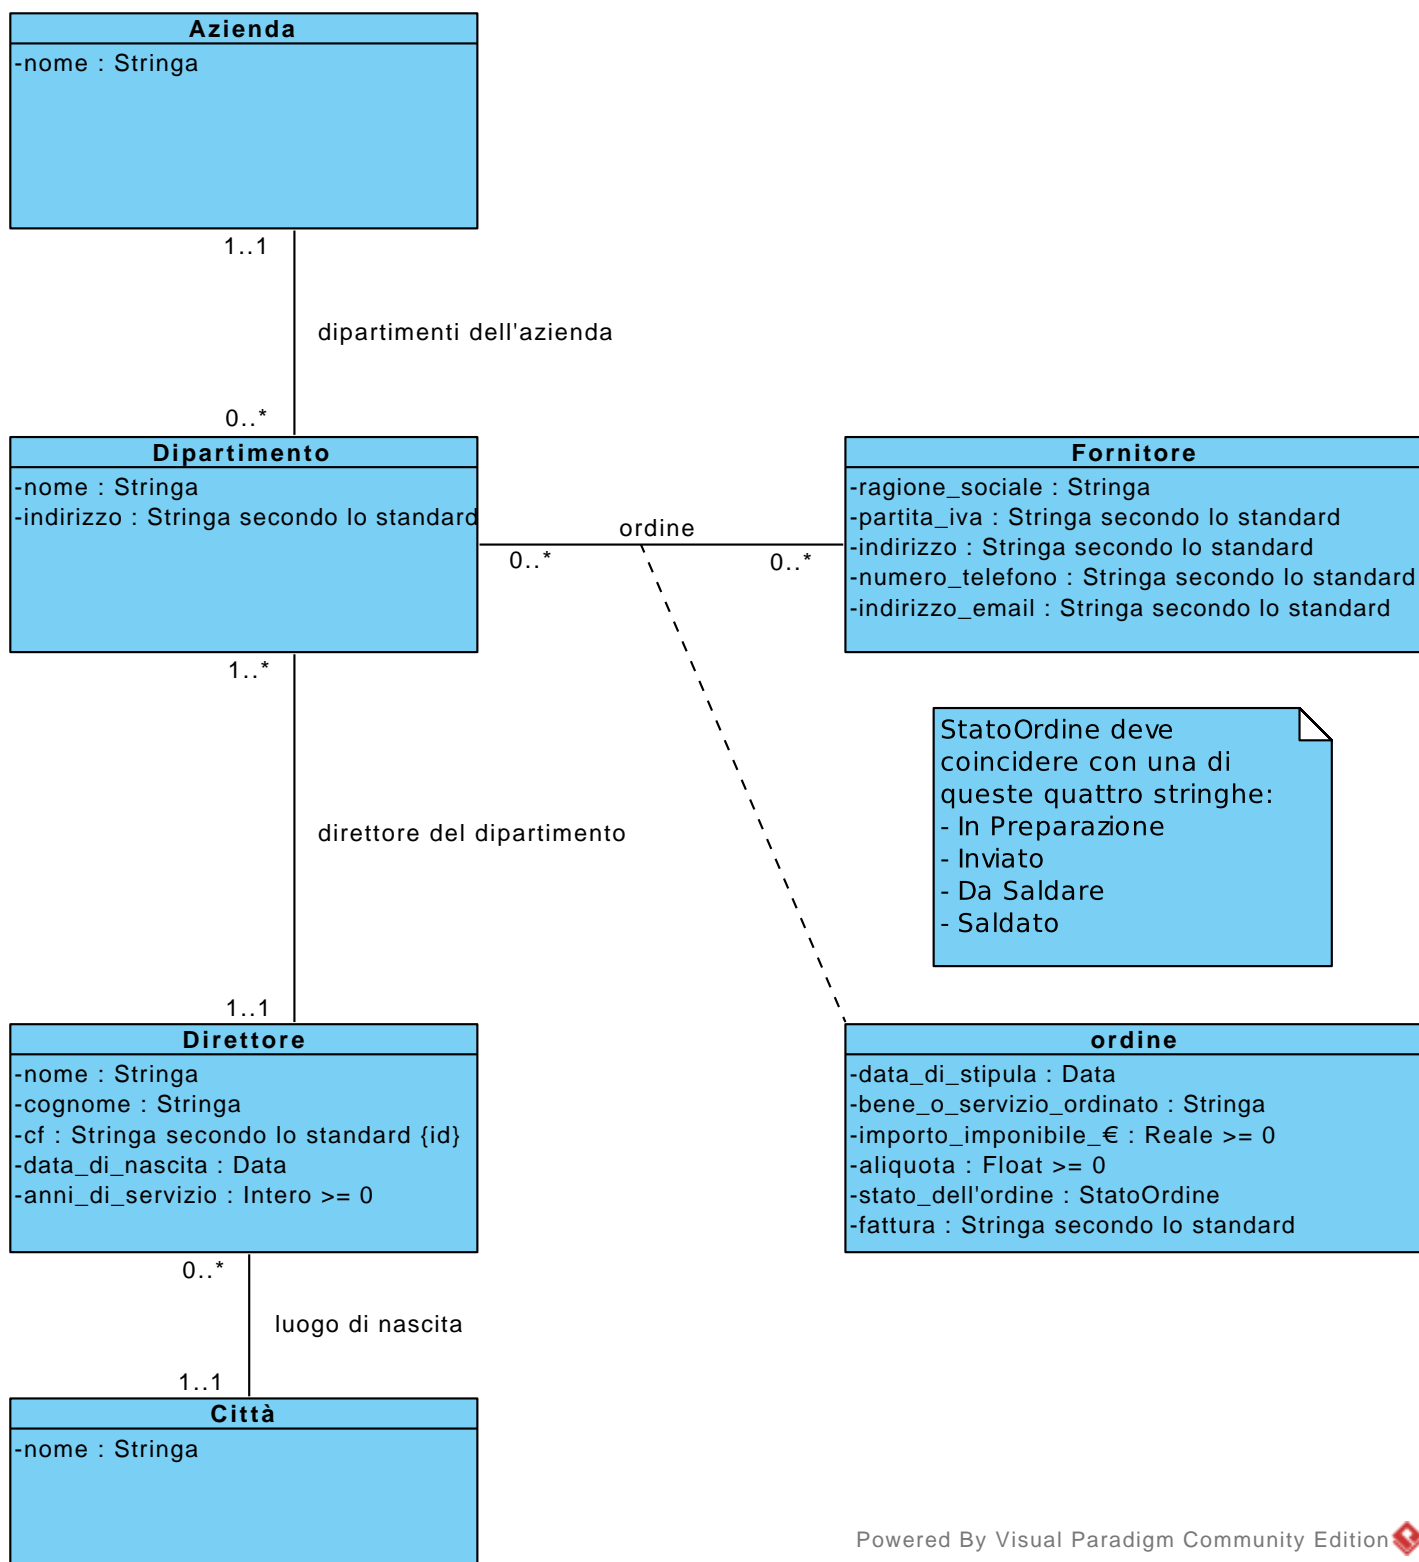 Azienda
-nome : Stringa
1..1
dipartimenti dell'azienda
0..*
Dipartimento
-nome : Stringa
-indirizzo : Stringa secondo lo standard
ordine
0..*
0..*
Fornitore
-ragione_sociale : Stringa
-partita_iva : Stringa secondo lo standard
-indirizzo : Stringa secondo lo standard
-numero_telefono : Stringa secondo lo standard
-indirizzo_email : Stringa secondo lo standard
1..*
direttore del dipartimento
1..1
StatoOrdine deve
coincidere con una di
queste quattro stringhe:
- In Preparazione
- Inviato
- Da Saldare
- Saldato
Direttore
-nome : Stringa
-cognome : Stringa
-cf : Stringa secondo lo standard {id}
-data_di_nascita : Data
-anni_di_servizio : Intero >= 0
ordine
-data_di_stipula : Data
-bene_o_servizio_ordinato : Stringa
-importo_imponibile_€ : Reale >= 0
-aliquota : Float >= 0
-stato_dell'ordine : StatoOrdine
-fattura : Stringa secondo lo standard
0..*
luogo di nascita
1..1
Città
-nome : Stringa
Powered By Visual Paradigm Community Edition